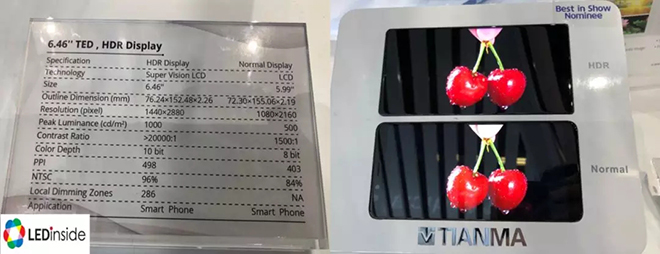 6.46" TED , HDR Display
Specification HDR Display Normal Display
Technology Super Vision LCD LCD
Size 6.46" 5.99"
Outline Dimension (mm) 76.24×152.48×2.26 72.30×155.06×2.19
Resolution (pixel) 1440×2880 1080×2160
Peak Luminance (cd/m²) 1000 500
Contrast Ratio >20000:1 1500:1
Color Depth 10 bit 8 bit
PPI 498 403
NTSC 96% 84%
Local Dimming Zones 286 NA
Application Smart Phone Smart Phone
LEDinside
Best in Show
Nominee
HDR
Normal
TIANMA